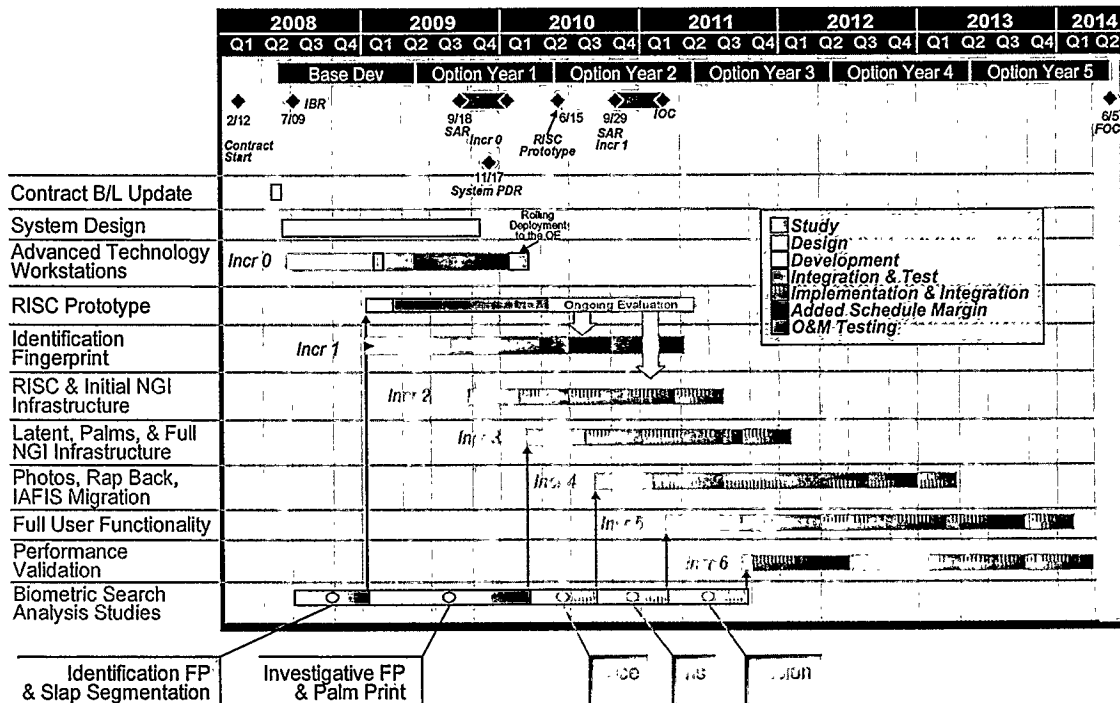 2008 2009 2010 2011 2012 2013 2014
Q1 Q2 Q3 Q4 Q1 Q2 Q3 Q4 Q1 Q2 Q3 Q4 Q1 Q2 Q3 Q4 Q1 Q2 Q3 Q4 Q1 Q2 Q3 Q4 Q1 Q2
Base Dev Option Year 1 Option Year 2 Option Year 3 Option Year 4 Option Year 5
IBR
2/12 7/09 9/18 6/15 9/29 IOC 6/5
Contract
Start
SAR
Incr 0
RISC
Prototype
SAR
Incr 1
FOC
11/17
System PDR
Contract B/L Update
System Design
Rolling
Deployment
to the OE
Advanced Technology
Workstations
Incr 0
RISC Prototype
Ongoing Evaluation
Identification
Fingerprint
Incr 1
RISC & Initial NGI
Infrastructure
Incr 2
Latent, Palms, & Full
NGI Infrastructure
Incr 3
Photos, Rap Back,
IAFIS Migration
Incr 4
Full User Functionality
Incr 5
Performance
Validation
Incr 6
Biometric Search
Analysis Studies
Study
Design
Development
Integration & Test
Implementation & Integration
Added Schedule Margin
O&M Testing
Identification FP
& Slap Segmentation
Investigative FP
& Palm Print